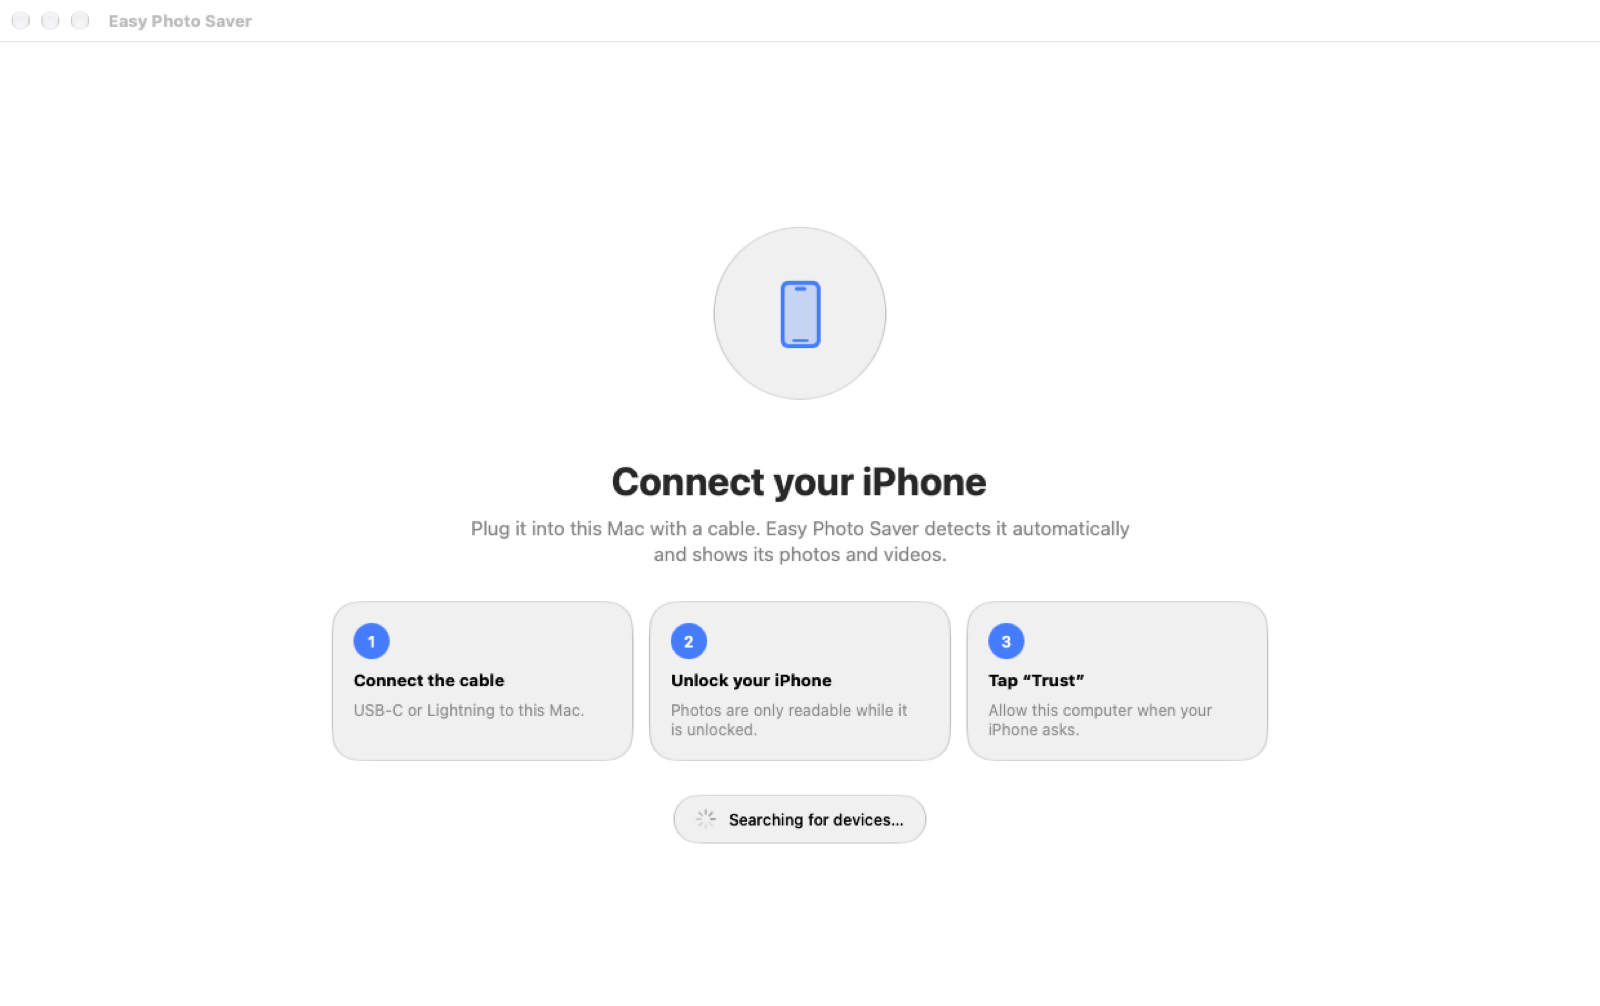 Easy Photo Saver
Connect your iPhone
Plug it into this Mac with a cable. Easy Photo Saver detects it automatically
and shows its photos and videos.
1
Connect the cable
USB-C or Lightning to this Mac.
2
Unlock your iPhone
Photos are only readable while it
is unlocked.
3
Tap “Trust”
Allow this computer when your
iPhone asks.
Searching for devices...